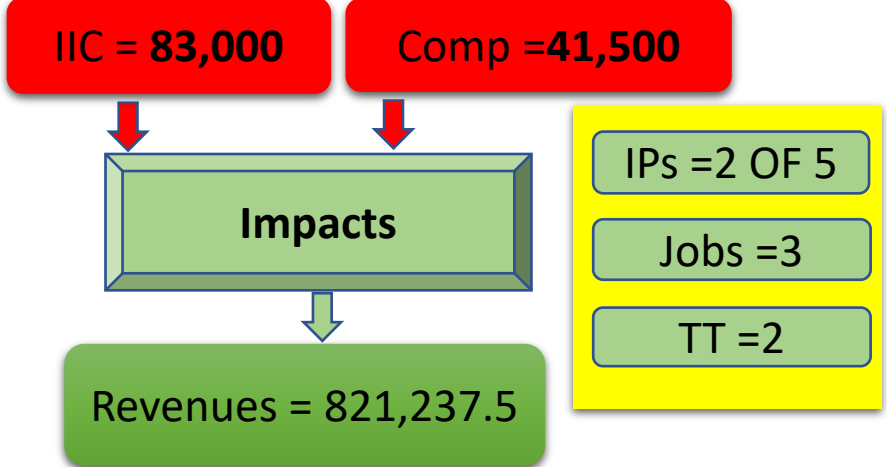 IIC = 83,000
Comp =41,500
Impacts
Revenues = 821,237.5
IPs =2 OF 5
Jobs =3
TT =2